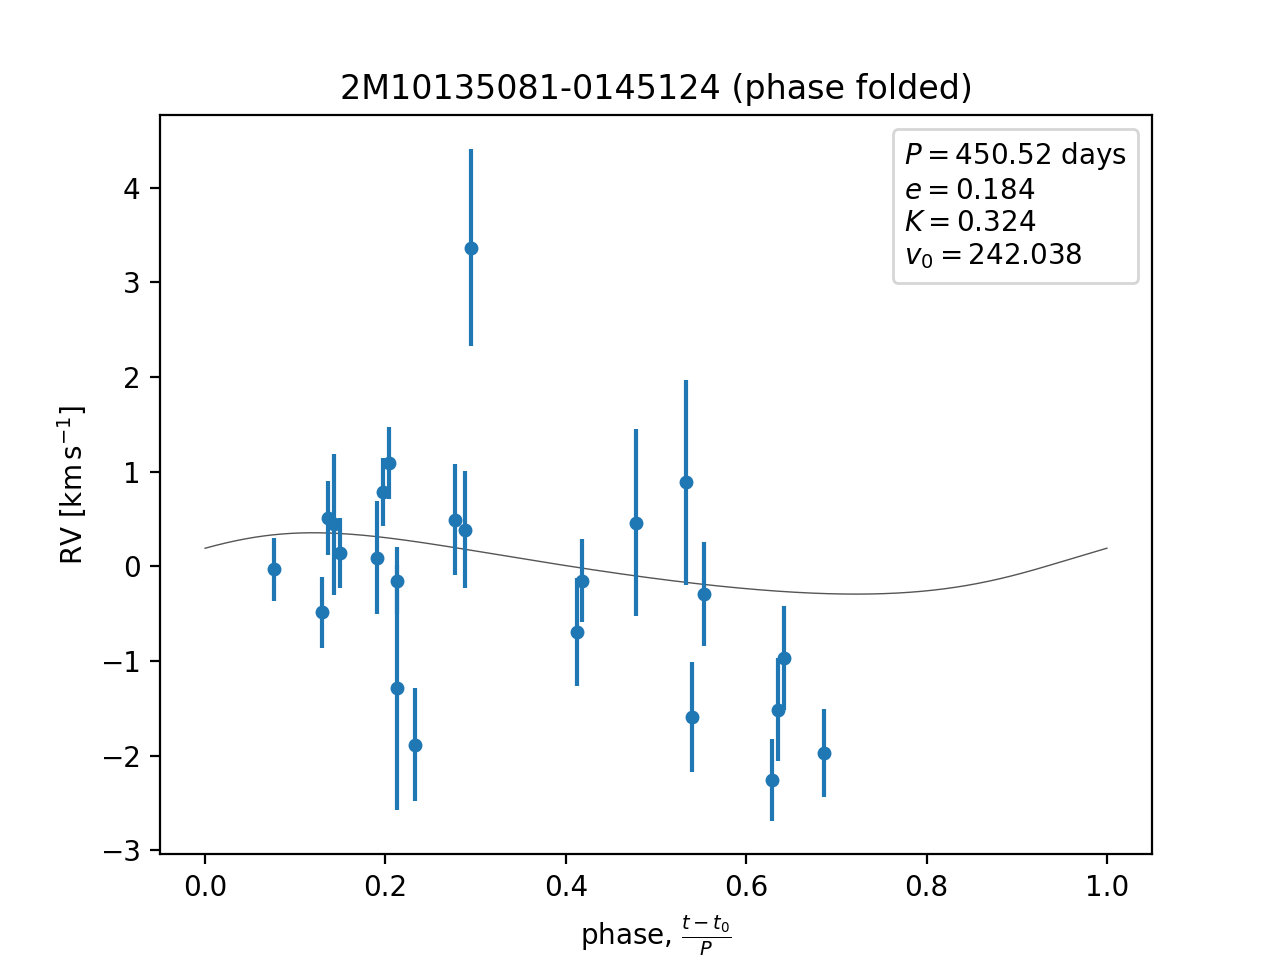 2M10135081-0145124 (phase folded)
P = 450.52 days
e = 0.184
K = 0.324
v₀ = 242.038
RV [km s⁻¹]
4
3
2
1
0
−1
−2
−3
0.0 0.2 0.4 0.6 0.8 1.0
phase, (t − t₀)/P